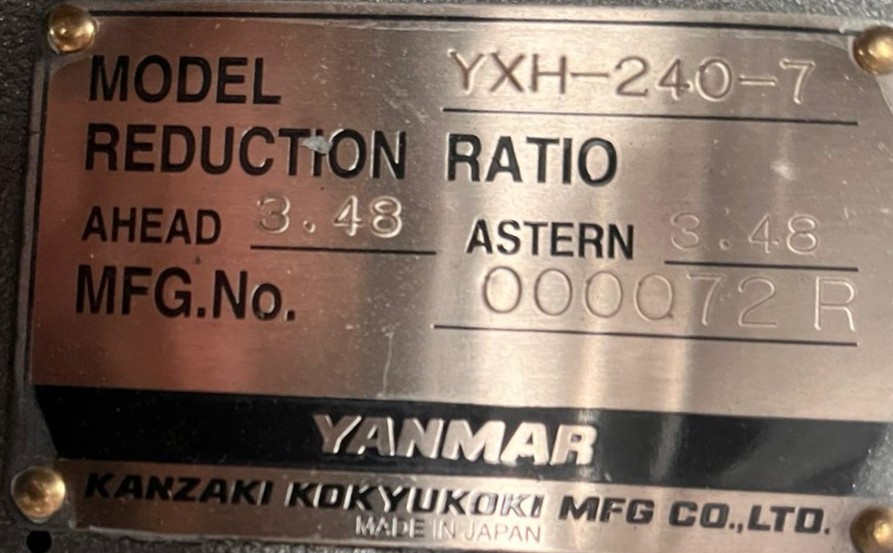 MODEL YXH-240-7
REDUCTION RATIO
AHEAD 3.48 ASTERN 3.48
MFG.No. 000072 R
YANMAR
KANZAKI KOKYUKOKI MFG CO.,LTD.
MADE IN JAPAN